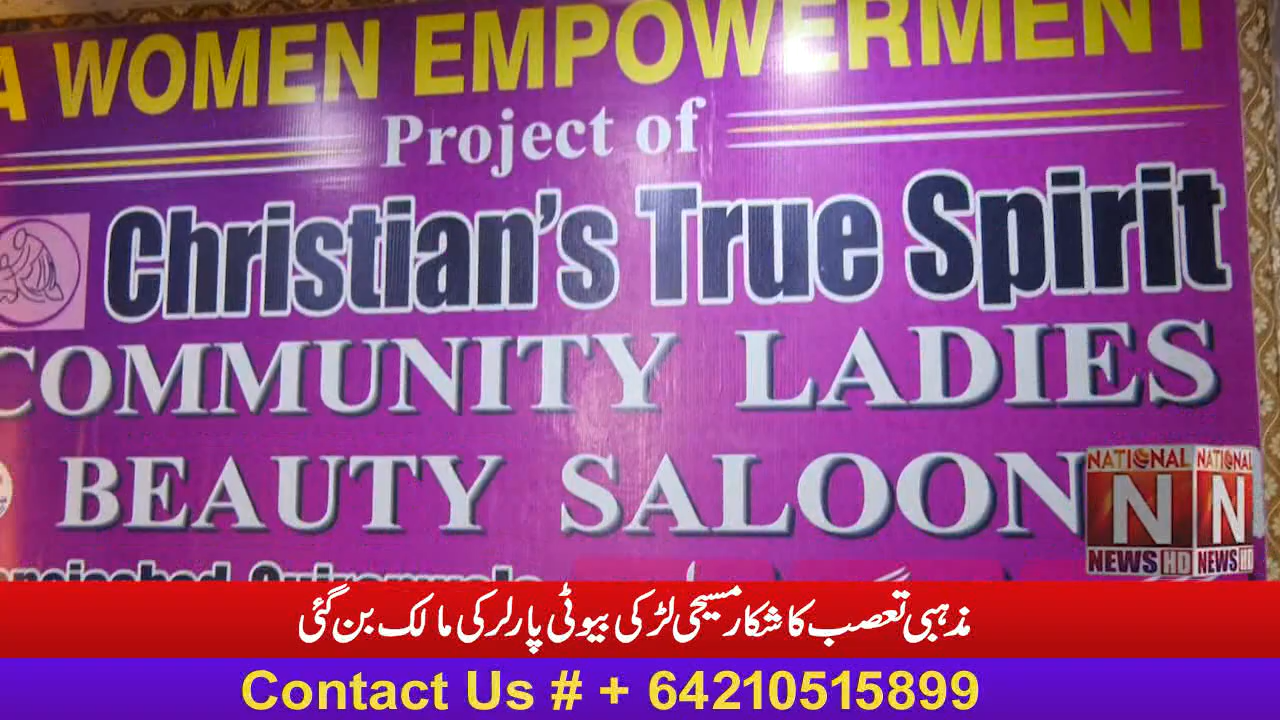 A WOMEN EMPOWERMENT
Project of
Christian's True Spirit
COMMUNITY LADIES
BEAUTY SALOON
NATIONAL NATIONAL
N N
NEWS HD NEWS HD
مذہبی تعصب کا شکار مسیحی لڑکی بیوٹی پارلر کی مالک بن گئی
Contact Us # + 64210515899